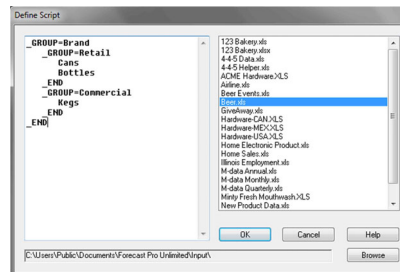 Define Script
_GROUP=Brand
_GROUP=Retail
Cans
Bottles
_END
_GROUP=Commercial
Kegs
_END
_END
123 Bakery.xls
123 Bakery.xlsx
4-4-5 Data.xls
4-4-5 Helper.xls
ACME Hardware.XLS
Airline.xls
Beer Events.xls
Beer.xls
GiveAway.xls
Hardware-CAN.XLS
Hardware-MEX.XLS
Hardware-USA.XLS
Home Electronic Product.xls
Home Sales.xls
Illinois Employment.xls
M-data Annual.xls
M-data Monthly.xls
M-data Quarterly.xls
Minty Fresh Mouthwash.XLS
New Product Data.xls
OK Cancel Help
C:\Users\Public\Documents\Forecast Pro Unlimited\Input\ Browse